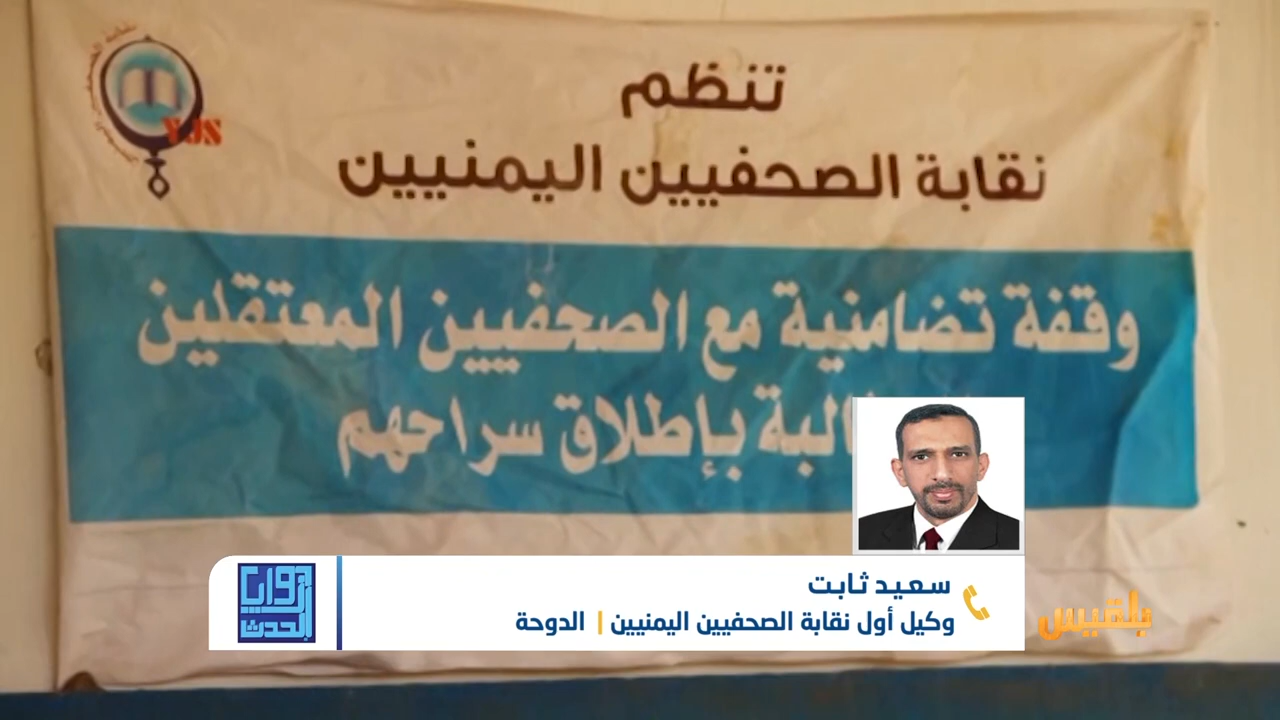 تنظم
نقابة الصحفيين اليمنيين
YJS
وقفة تضامنية مع الصحفيين المعتقلين
بإطلاق سراحهم
سعيد ثابت
وكيل أول نقابة الصحفيين اليمنيين | الدوحة
بلقيس
الحدث